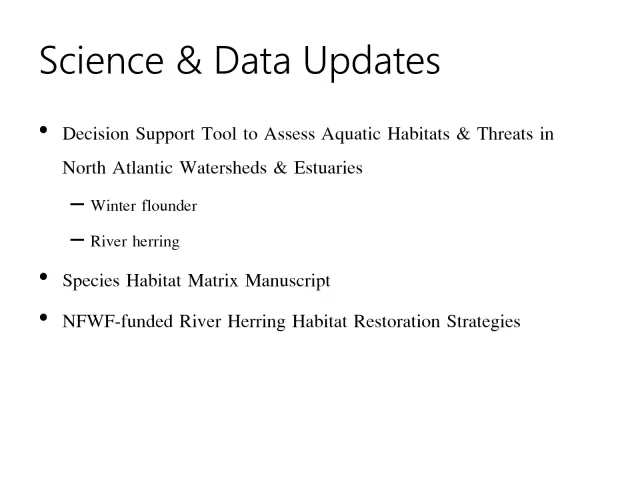 Science & Data Updates
• Decision Support Tool to Assess Aquatic Habitats & Threats in
North Atlantic Watersheds & Estuaries
– Winter flounder
– River herring
• Species Habitat Matrix Manuscript
• NFWF-funded River Herring Habitat Restoration Strategies